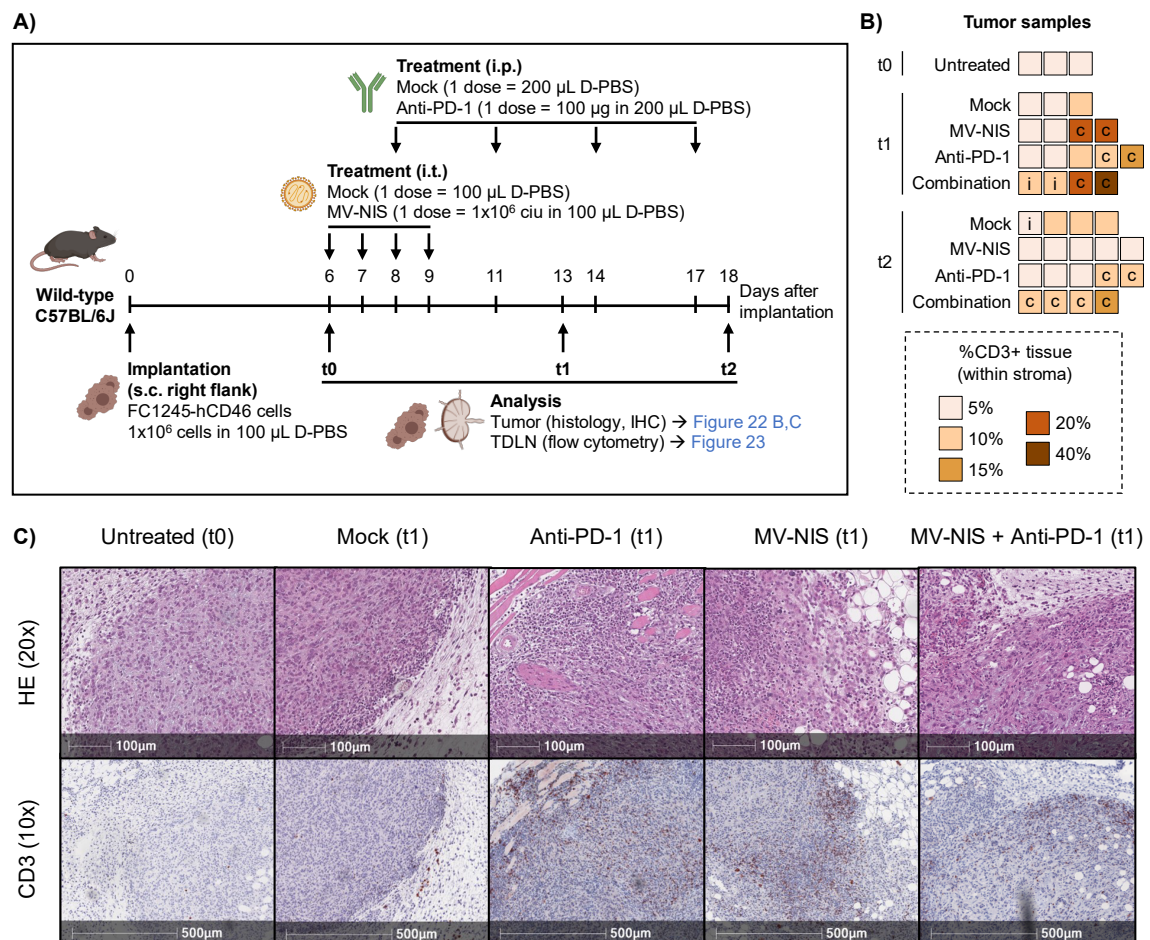 A)
Treatment (i.p.)
Mock (1 dose = 200 µL D-PBS)
Anti-PD-1 (1 dose = 100 µg in 200 µL D-PBS)
Treatment (i.t.)
Mock (1 dose = 100 µL D-PBS)
MV-NIS (1 dose = 1x10⁶ ciu in 100 µL D-PBS)
0 6 7 8 9 11 13 14 17 18
Wild-type
C57BL/6J
Days after
implantation
Implantation
(s.c. right flank)
FC1245-hCD46 cells
1x10⁶ cells in 100 µL D-PBS
t0 t1 t2
Analysis
Tumor (histology, IHC) → Figure 22 B,C
TDLN (flow cytometry) → Figure 23
B)
Tumor samples
t0 Untreated
t1
Mock
MV-NIS c c
Anti-PD-1 c c
Combination i i c c
t2
Mock i
MV-NIS
Anti-PD-1 c c
Combination c c c c
%CD3+ tissue
(within stroma)
5%
10%
15%
20%
40%
C)
Untreated (t0) Mock (t1) Anti-PD-1 (t1) MV-NIS (t1) MV-NIS + Anti-PD-1 (t1)
HE (20x)
100µm 100µm 100µm 100µm 100µm
CD3 (10x)
500µm 500µm 500µm 500µm 500µm